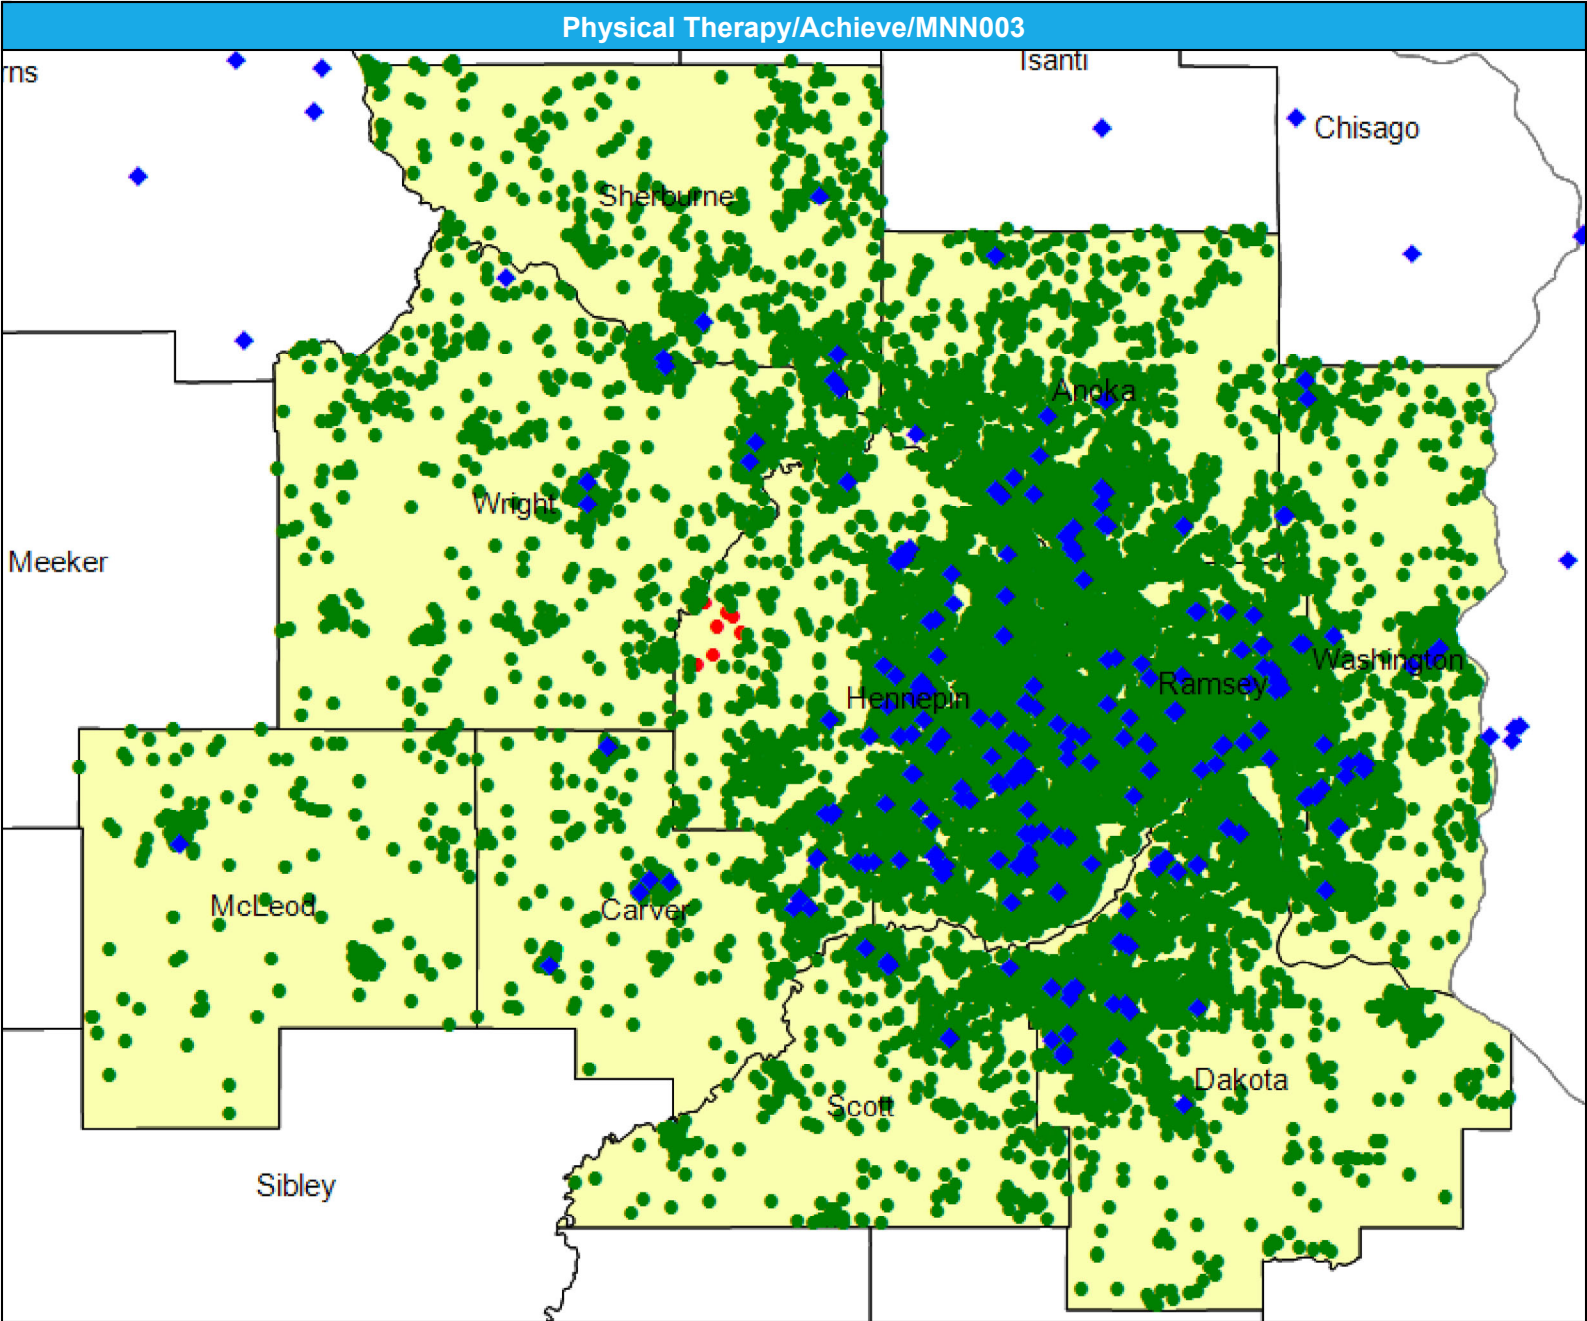 Physical Therapy/Achieve/MNN003
Isanti
rns
Chisago
Sherburne
Anoka
Wright
Meeker
Washington
Ramsey
Hennepin
McLeod
Carver
Dakota
Scott
Sibley